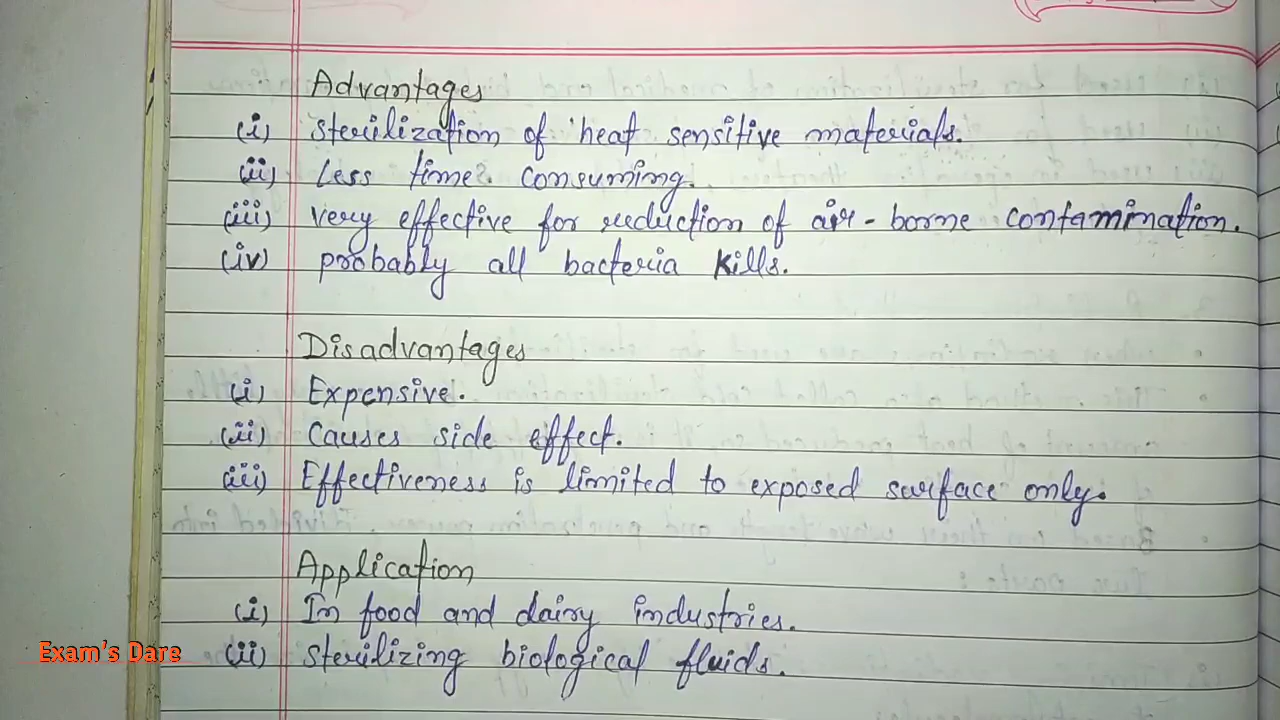 Advantages
(i) sterilization of heat sensitive materials.
(ii) Less time consuming.
(iii) very effective for reduction of air-borne contamination.
(iv) probably all bacteria kills.
Disadvantages
(i) Expensive.
(ii) Causes side effect.
(iii) Effectiveness is limited to exposed surface only.
Application
(i) In food and dairy industries.
(ii) sterilizing biological fluids.
Exam's Dare